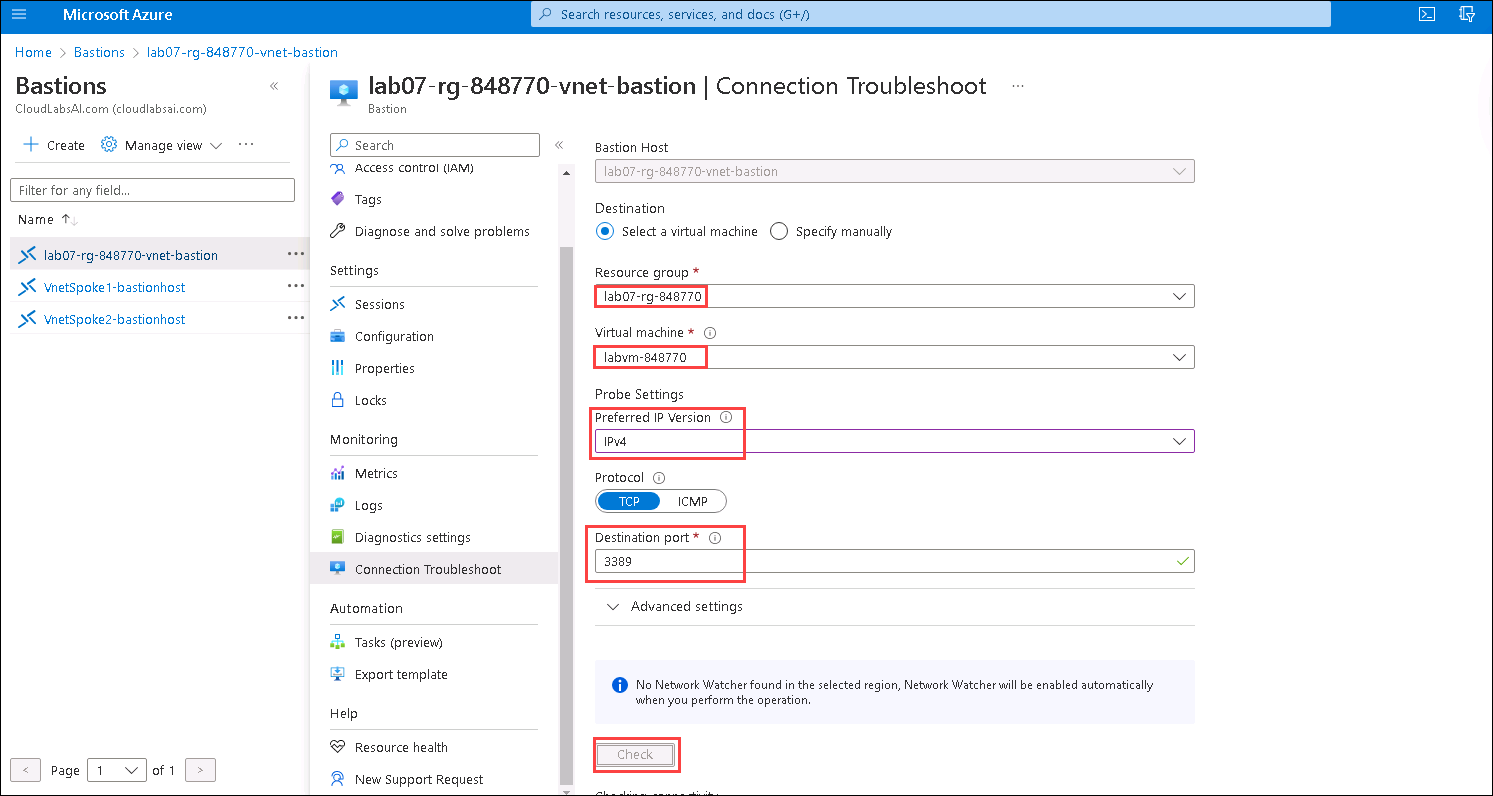 Microsoft Azure
Search resources, services, and docs (G+/)
Home > Bastions > lab07-rg-848770-vnet-bastion
Bastions
CloudLabsAI.com (cloudlabsai.com)
Create
Manage view
Filter for any field...
Name
lab07-rg-848770-vnet-bastion
VnetSpoke1-bastionhost
VnetSpoke2-bastionhost
< Page 1 of 1 >
lab07-rg-848770-vnet-bastion | Connection Troubleshoot
Bastion
Search
Access control (IAM)
Tags
Diagnose and solve problems
Settings
Sessions
Configuration
Properties
Locks
Monitoring
Metrics
Logs
Diagnostics settings
Connection Troubleshoot
Automation
Tasks (preview)
Export template
Help
Resource health
New Support Request
Bastion Host
lab07-rg-848770-vnet-bastion
Destination
Select a virtual machine Specify manually
Resource group *
lab07-rg-848770
Virtual machine *
labvm-848770
Probe Settings
Preferred IP Version
IPv4
Protocol
TCP ICMP
Destination port *
3389
Advanced settings
No Network Watcher found in the selected region, Network Watcher will be enabled automatically
when you perform the operation.
Check
Checking connectivity